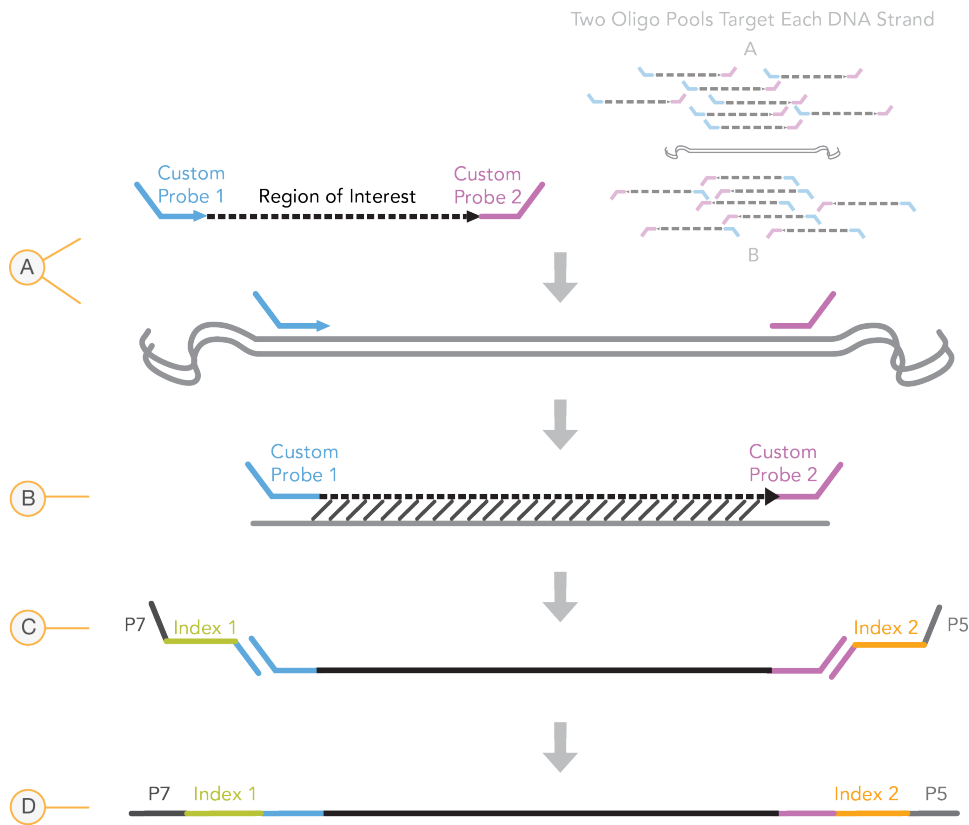 Two Oligo Pools Target Each DNA Strand
A
Custom
Probe 1
Region of Interest
Custom
Probe 2
B
A
Custom
Probe 1
Custom
Probe 2
B
C
P7
Index 1
Index 2
P5
D
P7
Index 1
Index 2
P5